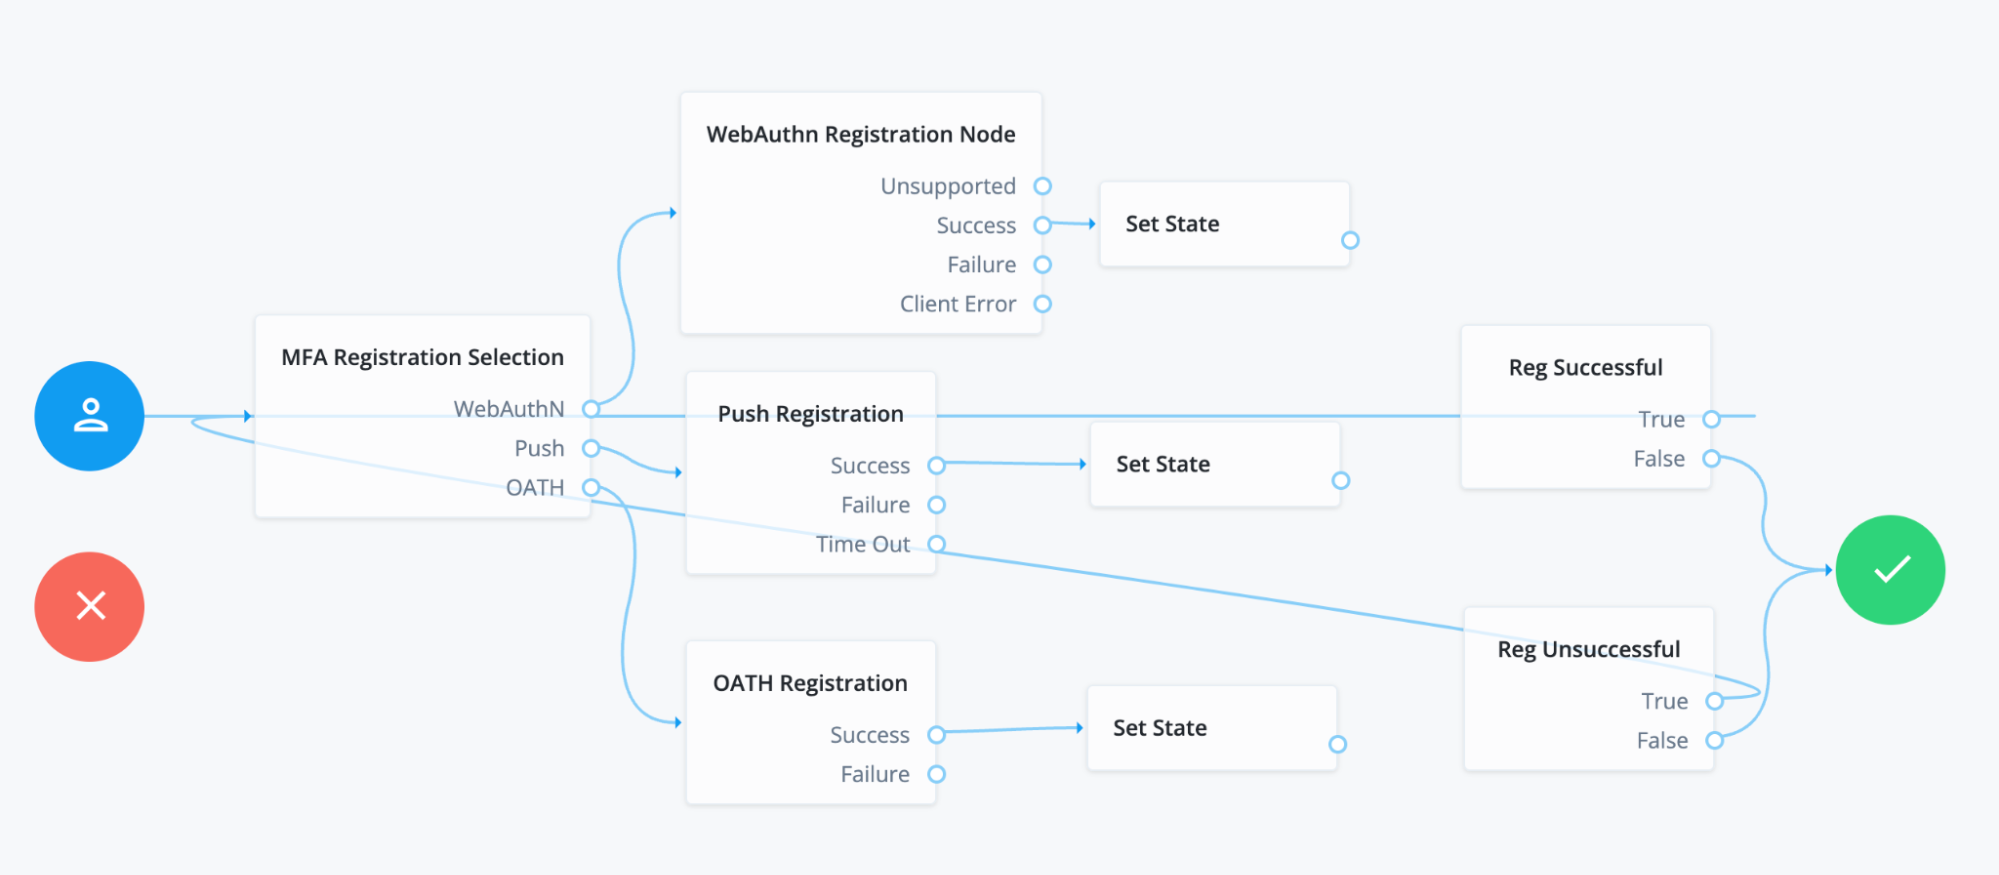 WebAuthn Registration Node
Unsupported
Success
Failure
Client Error
Set State
MFA Registration Selection
WebAuthN
Push
OATH
Push Registration
Success
Failure
Time Out
Set State
OATH Registration
Success
Failure
Set State
Reg Successful
True
False
Reg Unsuccessful
True
False